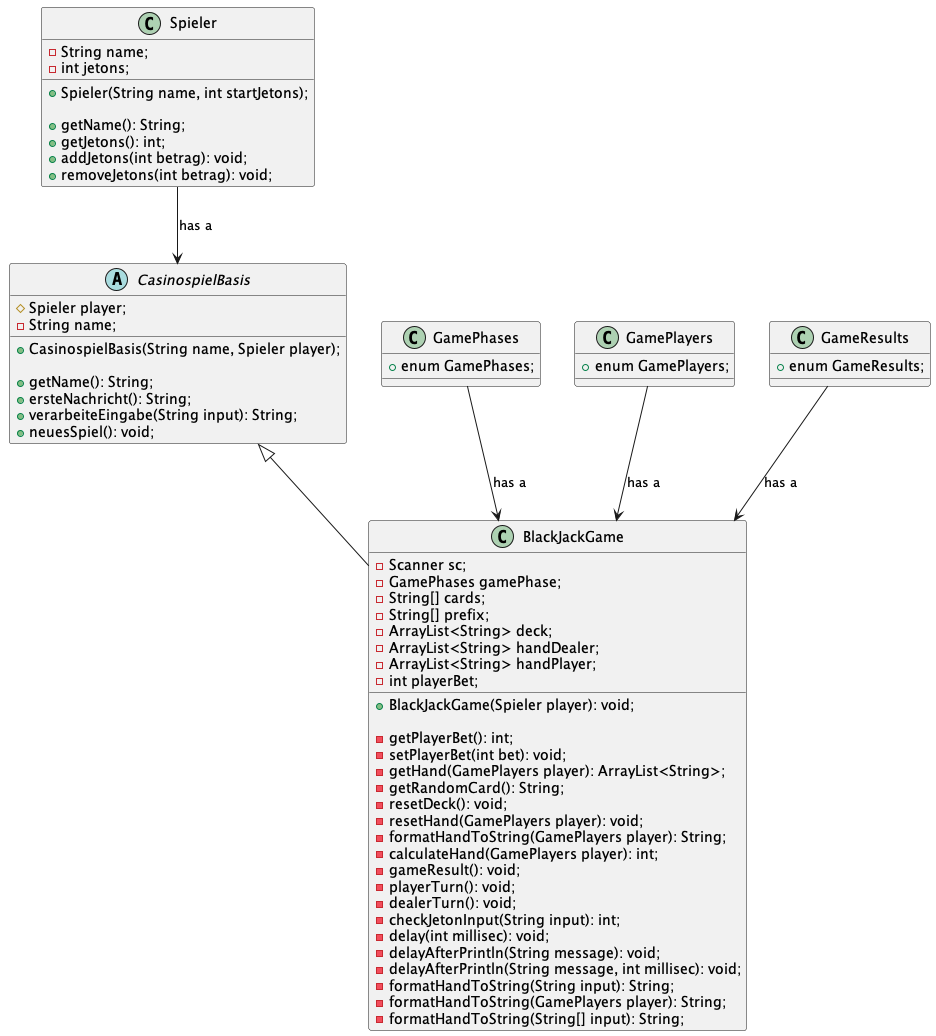 C Spieler
String name;
int jetons;
Spieler(String name, int startJetons);
getName(): String;
getJetons(): int;
addJetons(int betrag): void;
removeJetons(int betrag): void;
has a
A CasinospielBasis
Spieler player;
String name;
CasinospielBasis(String name, Spieler player);
getName(): String;
ersteNachricht(): String;
verarbeiteEingabe(String input): String;
neuesSpiel(): void;
C GamePhases
enum GamePhases;
C GamePlayers
enum GamePlayers;
C GameResults
enum GameResults;
has a
has a
has a
C BlackJackGame
Scanner sc;
GamePhases gamePhase;
String[] cards;
String[] prefix;
ArrayList<String> deck;
ArrayList<String> handDealer;
ArrayList<String> handPlayer;
int playerBet;
BlackJackGame(Spieler player): void;
getPlayerBet(): int;
setPlayerBet(int bet): void;
getHand(GamePlayers player): ArrayList<String>;
getRandomCard(): String;
resetDeck(): void;
resetHand(GamePlayers player): void;
formatHandToString(GamePlayers player): String;
calculateHand(GamePlayers player): int;
gameResult(): void;
playerTurn(): void;
dealerTurn(): void;
checkJetonInput(String input): int;
delay(int millisec): void;
delayAfterPrintln(String message): void;
delayAfterPrintln(String message, int millisec): void;
formatHandToString(String input): String;
formatHandToString(GamePlayers player): String;
formatHandToString(String[] input): String;